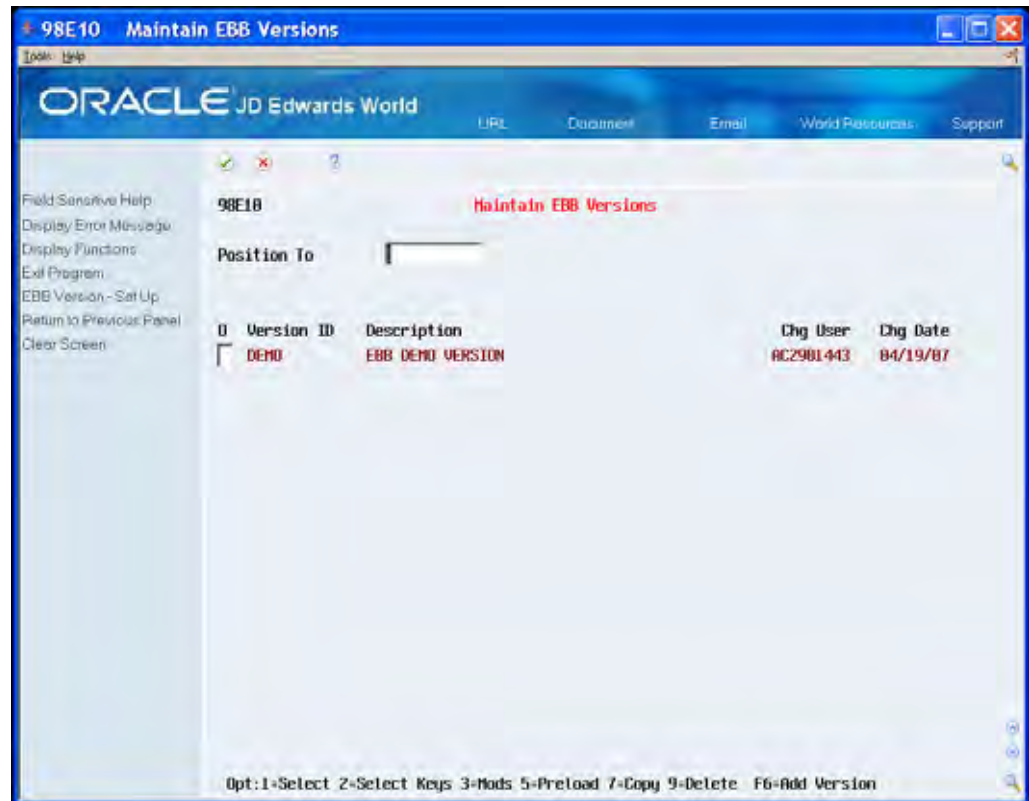 98E10 Maintain EBB Versions
Tools Help
ORACLE JD Edwards World
URL Document Email World Resources Support
Field Sensitive Help
Display Error Message
Display Functions
Exit Program
EBB Version - Set Up
Return to Previous Panel
Clear Screen
98E10 Maintain EBB Versions
Position To
O Version ID Description Chg User Chg Date
DEMO EBB DEMO VERSION AC2901443 04/19/07
Opt:1=Select 2=Select Keys 3=Mods 5=Preload 7=Copy 9=Delete F6=Add Version